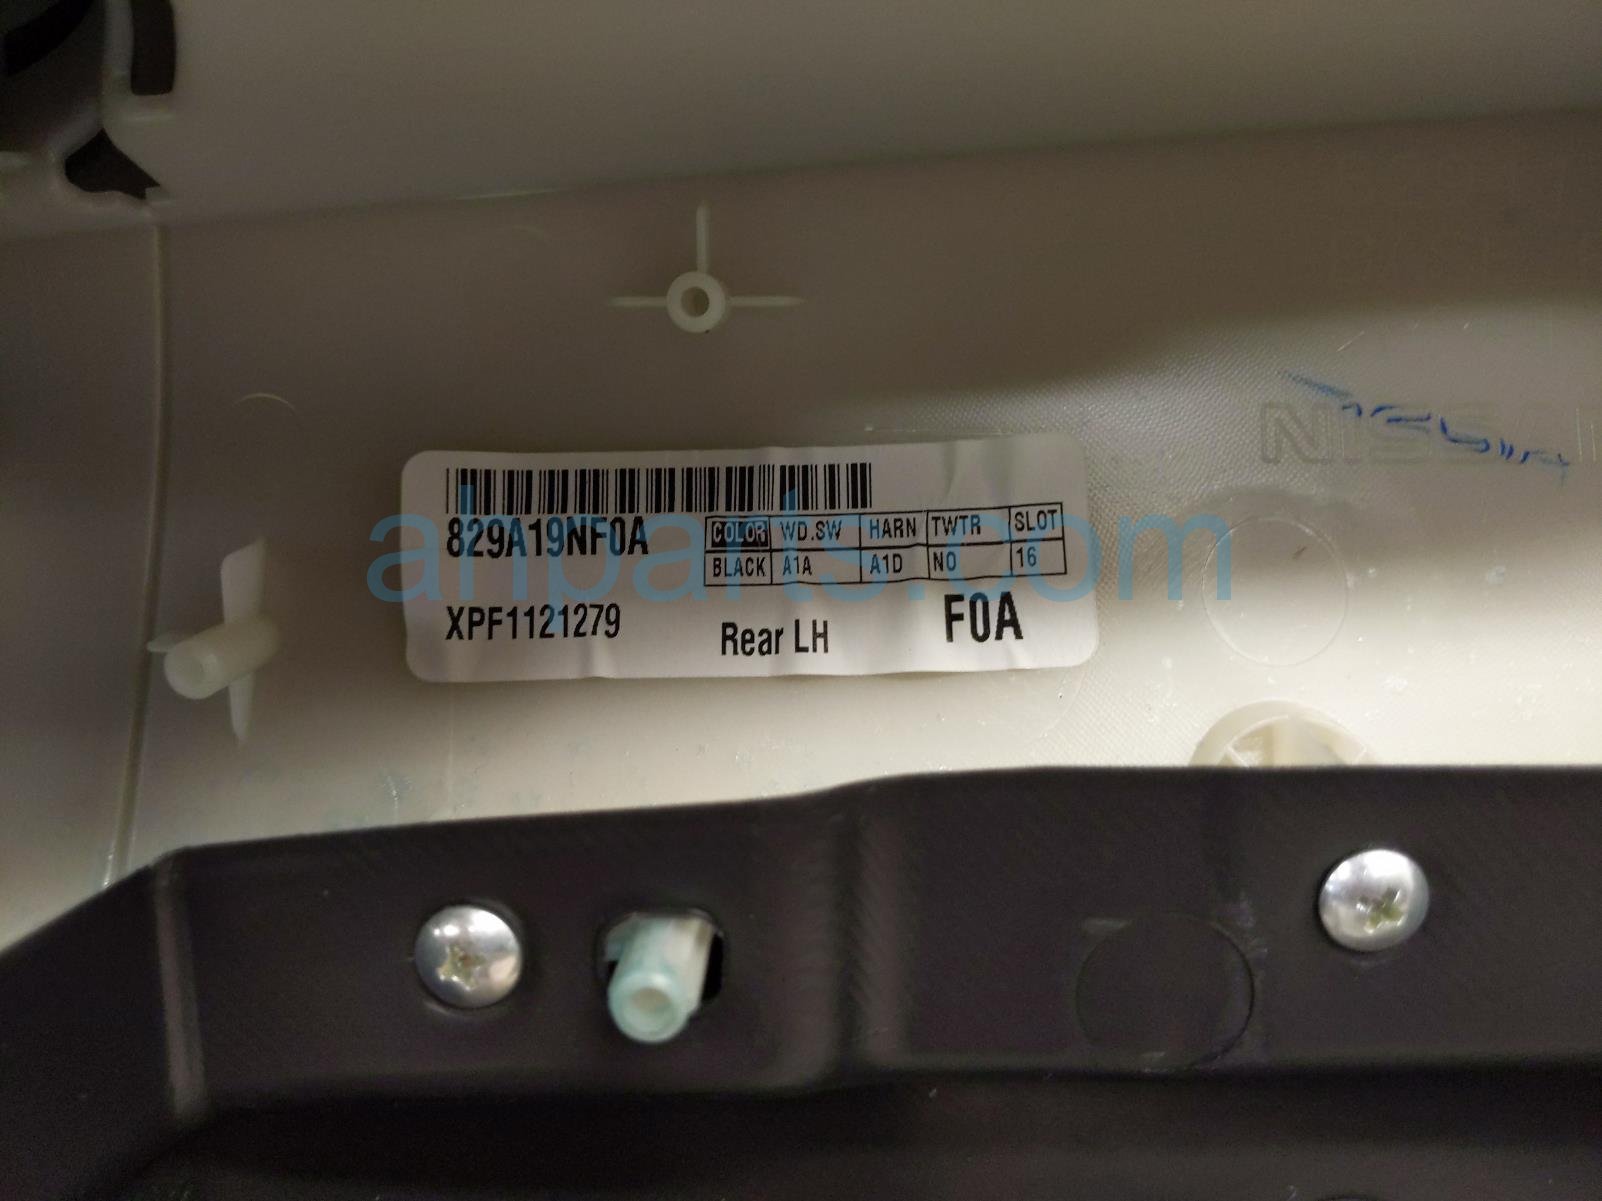 829A19NF0A
COLOR WD.SW HARN TWTR SLOT
BLACK A1A A1D NO 16
XPF1121279
Rear LH
F0A
NISSAN
ahparts.com